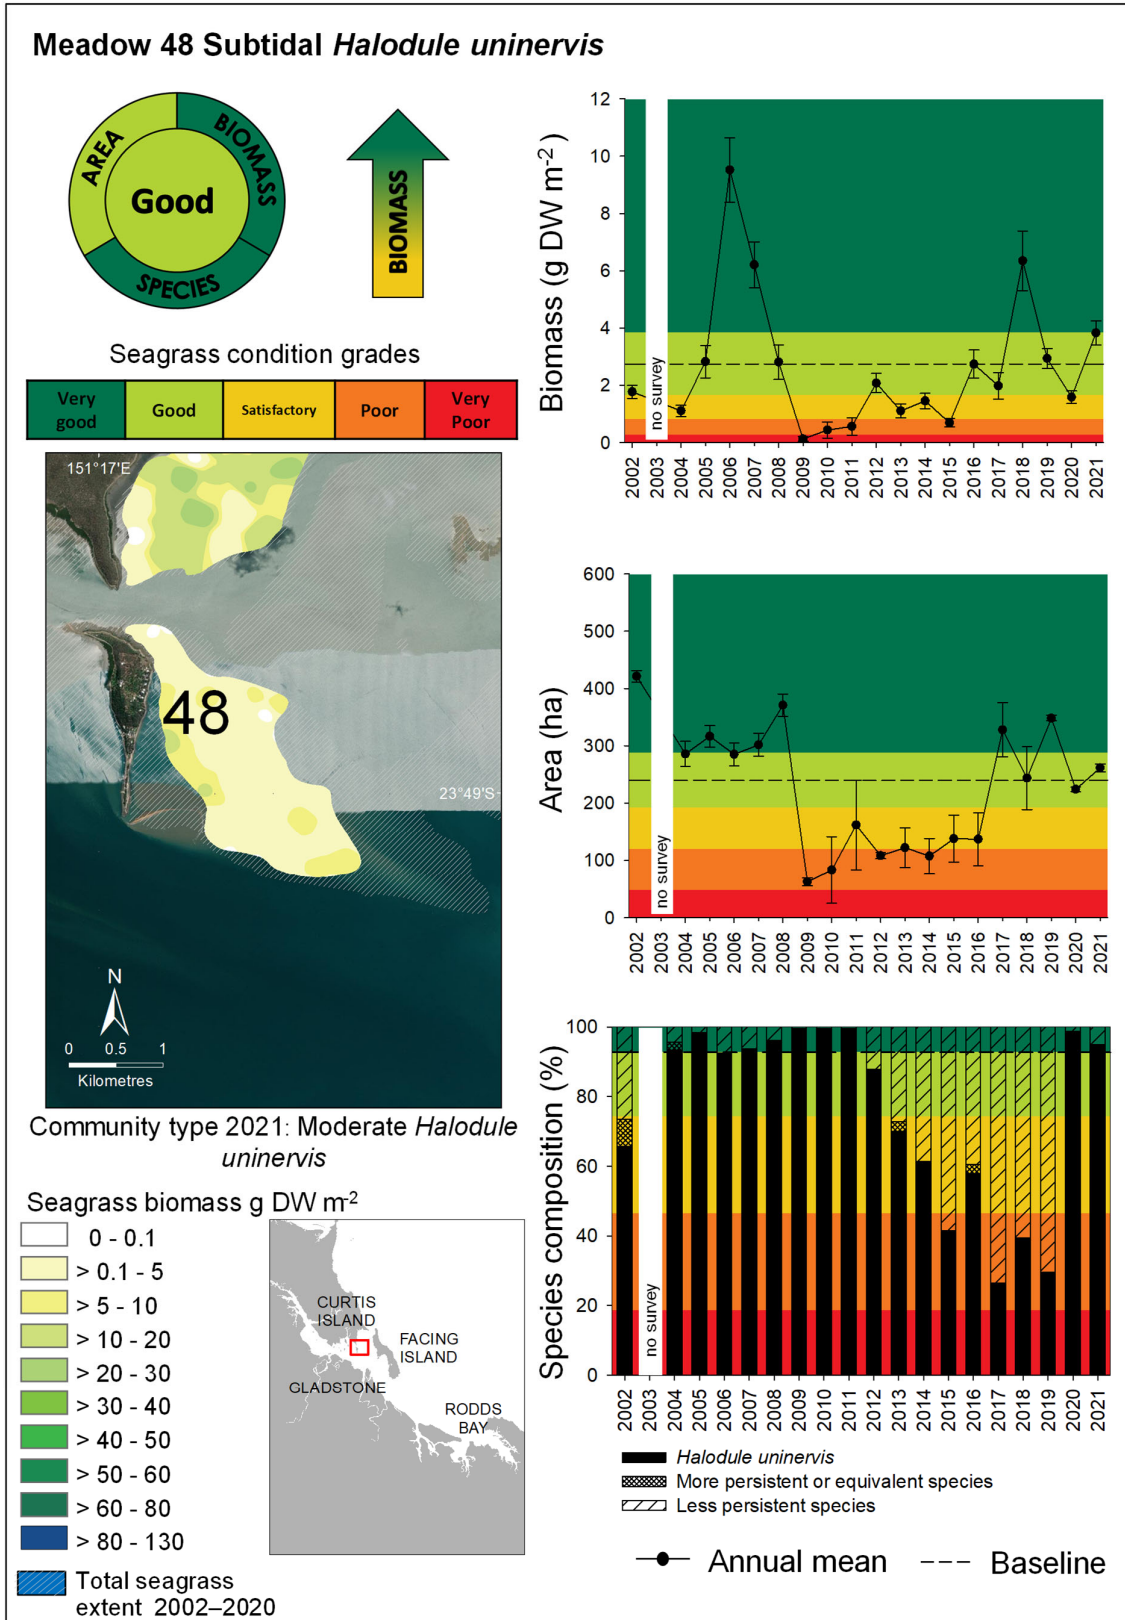 Meadow 48 Subtidal Halodule uninervis
AREA
BIOMASS
Good
SPECIES
BIOMASS
Seagrass condition grades
Very good
Good
Satisfactory
Poor
Very Poor
151°17'E
48
23°49'S
N
0 0.5 1
Kilometres
Community type 2021: Moderate Halodule
uninervis
Seagrass biomass g DW m-2
0 - 0.1
> 0.1 - 5
> 5 - 10
> 10 - 20
> 20 - 30
> 30 - 40
> 40 - 50
> 50 - 60
> 60 - 80
> 80 - 130
Total seagrass
extent 2002–2020
CURTIS
ISLAND
FACING
ISLAND
GLADSTONE
RODDS
BAY
Biomass (g DW m-2)
12
10
8
6
4
2
0
no survey
2002 2003 2004 2005 2006 2007 2008 2009 2010 2011 2012 2013 2014 2015 2016 2017 2018 2019 2020 2021
Area (ha)
600
500
400
300
200
100
0
no survey
2002 2003 2004 2005 2006 2007 2008 2009 2010 2011 2012 2013 2014 2015 2016 2017 2018 2019 2020 2021
Species composition (%)
100
80
60
40
20
0
no survey
2002 2003 2004 2005 2006 2007 2008 2009 2010 2011 2012 2013 2014 2015 2016 2017 2018 2019 2020 2021
Halodule uninervis
More persistent or equivalent species
Less persistent species
Annual mean
Baseline